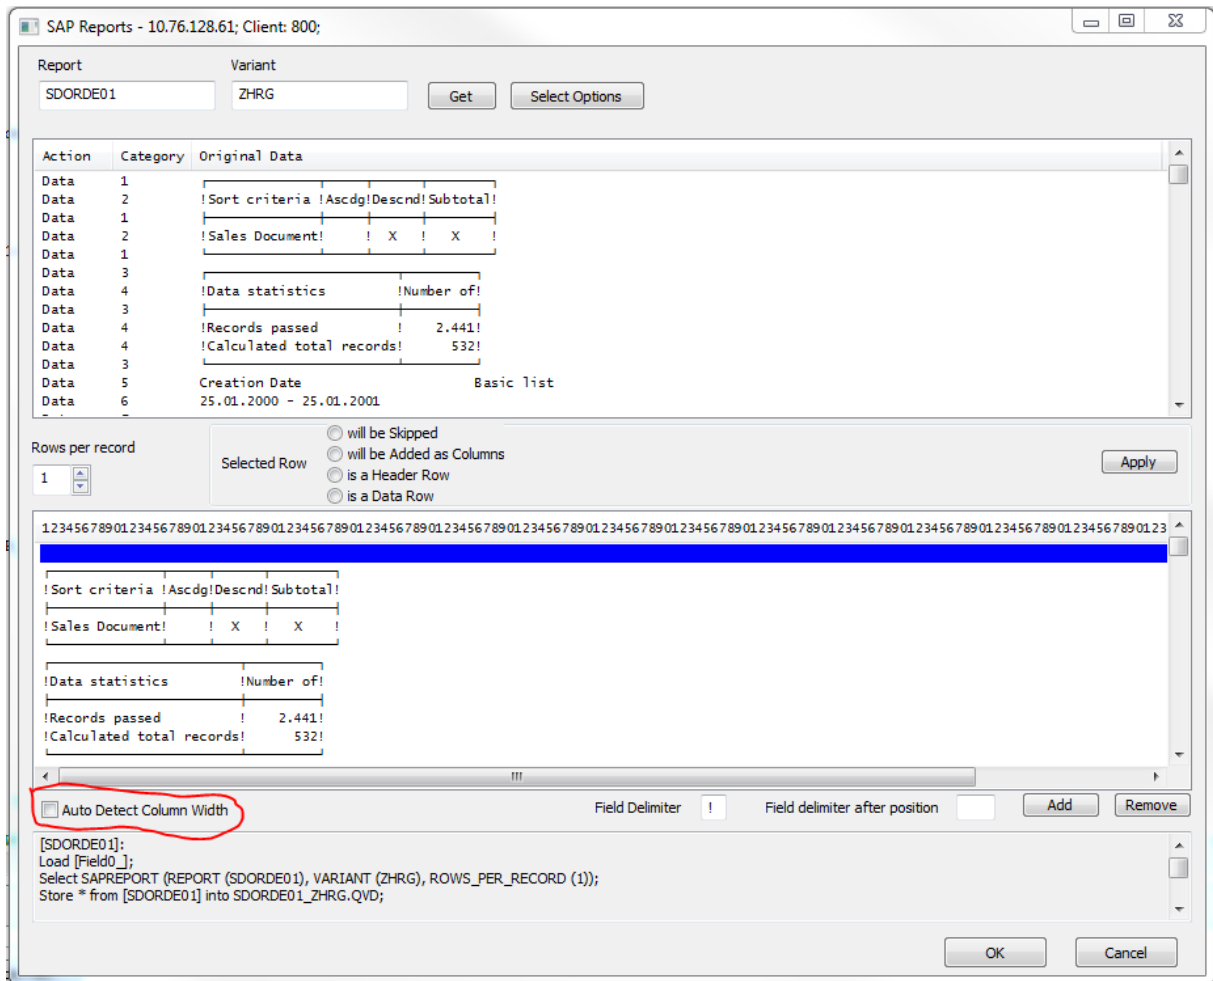 SAP Reports - 10.76.128.61; Client: 800;
Report Variant
SDORDE01 ZHRG Get Select Options
Action Category Original Data
Data 1
Data 2 !Sort criteria !Ascdg!Descnd!Subtotal!
Data 1
Data 2 !Sales Document! ! X ! X !
Data 1
Data 3
Data 4 !Data statistics !Number of!
Data 3
Data 4 !Records passed ! 2.441!
Data 4 !Calculated total records! 532!
Data 3
Data 5 Creation Date Basic list
Data 6 25.01.2000 - 25.01.2001
Rows per record
1
Selected Row
will be Skipped
will be Added as Columns
is a Header Row
is a Data Row
Apply
123456789012345678901234567890123456789012345678901234567890123456789012345678901234567890123456789012345678901234567890123
!Sort criteria !Ascdg!Descnd!Subtotal!
!Sales Document! ! X ! X !
!Data statistics !Number of!
!Records passed ! 2.441!
!Calculated total records! 532!
Auto Detect Column Width Field Delimiter ! Field delimiter after position Add Remove
[SDORDE01]:
Load [Field0_];
Select SAPREPORT (REPORT (SDORDE01), VARIANT (ZHRG), ROWS_PER_RECORD (1));
Store * from [SDORDE01] into SDORDE01_ZHRG.QVD;
OK Cancel